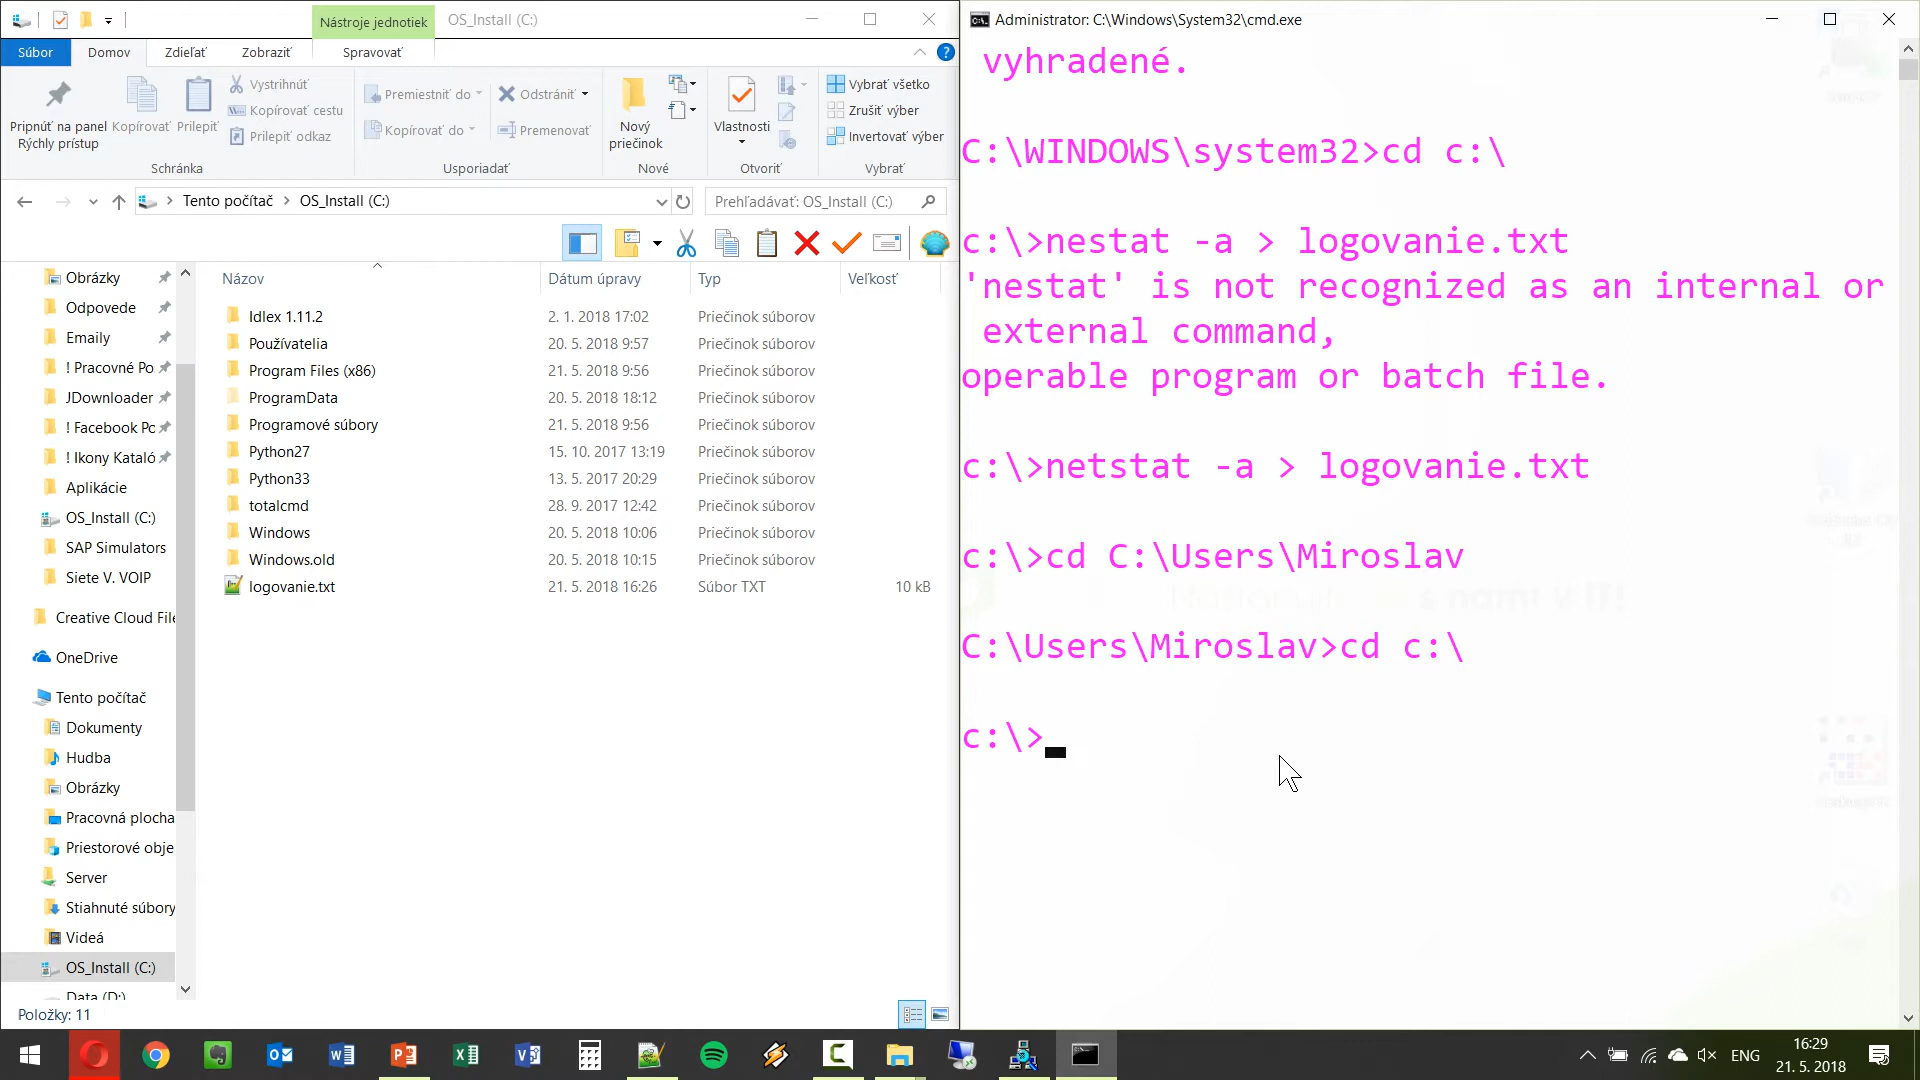 Nástroje jednotiek
OS_Install (C:)
Súbor
Domov
Zdieľať
Zobraziť
Spravovať
Pripnúť na panel
Rýchly prístup
Kopírovať
Prilepiť
Vystrihnúť
Kopírovať cestu
Prilepiť odkaz
Schránka
Premiestniť do
Kopírovať do
Odstrániť
Premenovať
Usporiadať
Nový
priečinok
Nové
Vlastnosti
Otvoriť
Vybrať všetko
Zrušiť výber
Invertovať výber
Vybrať
Tento počítač
OS_Install (C:)
Prehľadávať: OS_Install (C:)
Obrázky
Odpovede
Emaily
! Pracovné Po
JDownloader
! Facebook Po
! Ikony Kataló
Aplikácie
OS_Install (C:)
SAP Simulators
Siete V. VOIP
Creative Cloud File
OneDrive
Tento počítač
Dokumenty
Hudba
Obrázky
Pracovná plocha
Priestorové obje
Server
Stiahnuté súbory
Videá
OS_Install (C:)
Data (D:)
Názov Dátum úpravy Typ Veľkosť
Idlex 1.11.2 2. 1. 2018 17:02 Priečinok súborov
Používatelia 20. 5. 2018 9:57 Priečinok súborov
Program Files (x86) 21. 5. 2018 9:56 Priečinok súborov
ProgramData 20. 5. 2018 18:12 Priečinok súborov
Programové súbory 21. 5. 2018 9:56 Priečinok súborov
Python27 15. 10. 2017 13:19 Priečinok súborov
Python33 13. 5. 2017 20:29 Priečinok súborov
totalcmd 28. 9. 2017 12:42 Priečinok súborov
Windows 20. 5. 2018 10:06 Priečinok súborov
Windows.old 20. 5. 2018 10:15 Priečinok súborov
logovanie.txt 21. 5. 2018 16:26 Súbor TXT 10 kB
Položky: 11
Administrator: C:\Windows\System32\cmd.exe
vyhradené.
C:\WINDOWS\system32>cd c:\
c:\>nestat -a > logovanie.txt
'nestat' is not recognized as an internal or
external command,
operable program or batch file.
c:\>netstat -a > logovanie.txt
c:\>cd C:\Users\Miroslav
C:\Users\Miroslav>cd c:\
c:\>
s nami v IT!
ENG
16:29
21. 5. 2018